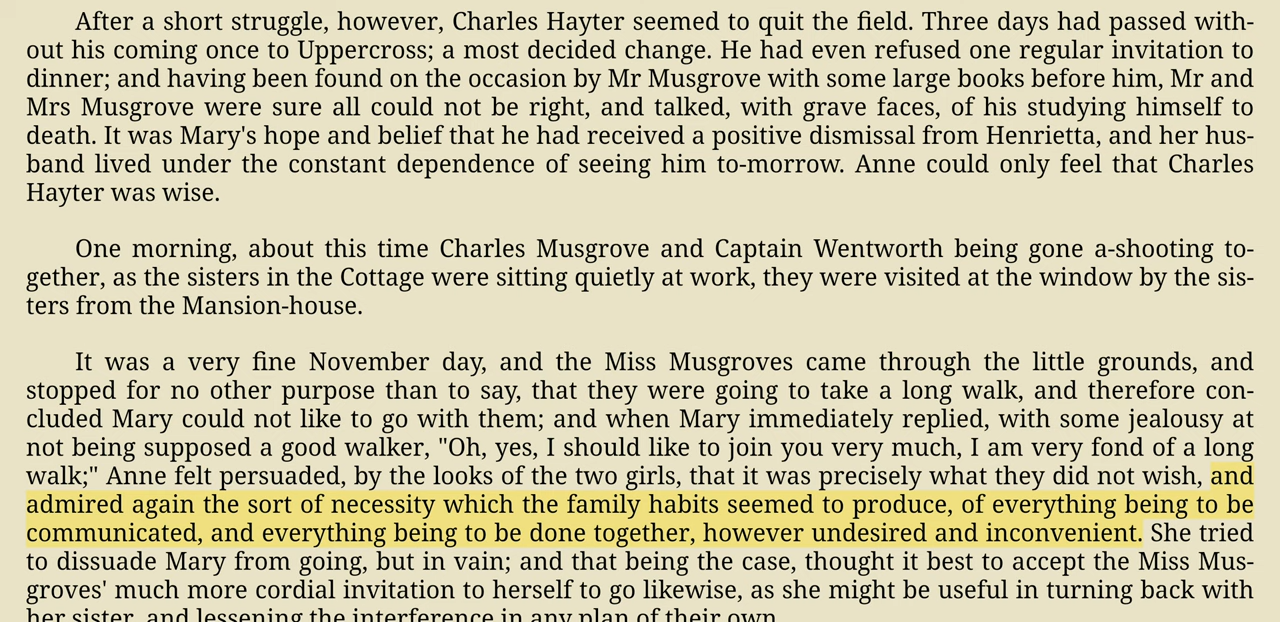 After a short struggle, however, Charles Hayter seemed to quit the field. Three days had passed with-
out his coming once to Uppercross; a most decided change. He had even refused one regular invitation to
dinner; and having been found on the occasion by Mr Musgrove with some large books before him, Mr and
Mrs Musgrove were sure all could not be right, and talked, with grave faces, of his studying himself to
death. It was Mary's hope and belief that he had received a positive dismissal from Henrietta, and her hus-
band lived under the constant dependence of seeing him to-morrow. Anne could only feel that Charles
Hayter was wise.
One morning, about this time Charles Musgrove and Captain Wentworth being gone a-shooting to-
gether, as the sisters in the Cottage were sitting quietly at work, they were visited at the window by the sis-
ters from the Mansion-house.
It was a very fine November day, and the Miss Musgroves came through the little grounds, and
stopped for no other purpose than to say, that they were going to take a long walk, and therefore con-
cluded Mary could not like to go with them; and when Mary immediately replied, with some jealousy at
not being supposed a good walker, "Oh, yes, I should like to join you very much, I am very fond of a long
walk;" Anne felt persuaded, by the looks of the two girls, that it was precisely what they did not wish, and
admired again the sort of necessity which the family habits seemed to produce, of everything being to be
communicated, and everything being to be done together, however undesired and inconvenient. She tried
to dissuade Mary from going, but in vain; and that being the case, thought it best to accept the Miss Mus-
groves' much more cordial invitation to herself to go likewise, as she might be useful in turning back with
her sister, and lessening the interference in any plan of their own.